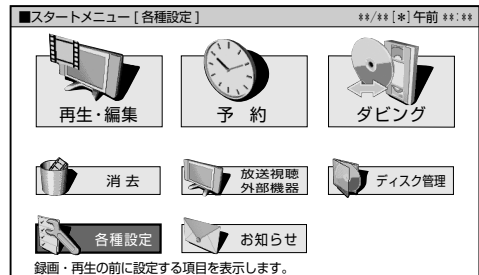 ■スタートメニュー [ 各種設定 ] **/** [*] 午前 **:**
再生・編集 予 約 ダビング
消 去 放送視聴 外部機器 ディスク管理
各種設定 お知らせ
録画・再生の前に設定する項目を表示します。